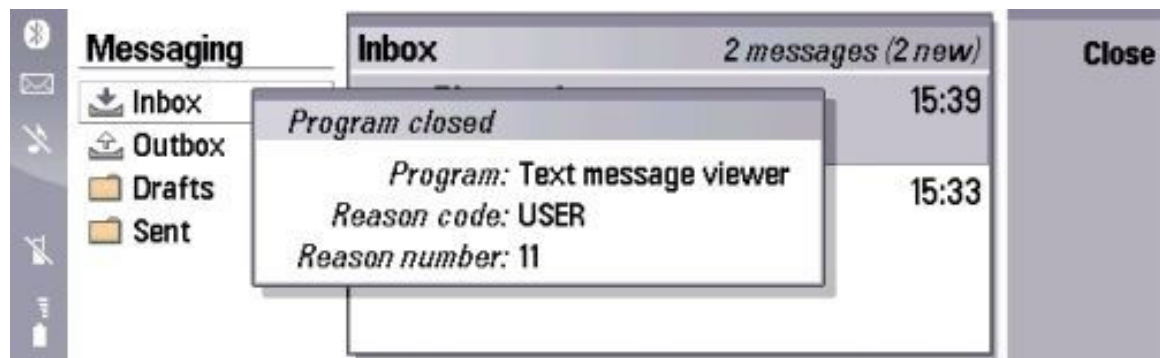 Messaging
Inbox
Outbox
Drafts
Sent
Inbox 2 messages (2 new)
15:39
15:33
Program closed
Program: Text message viewer
Reason code: USER
Reason number: 11
Close